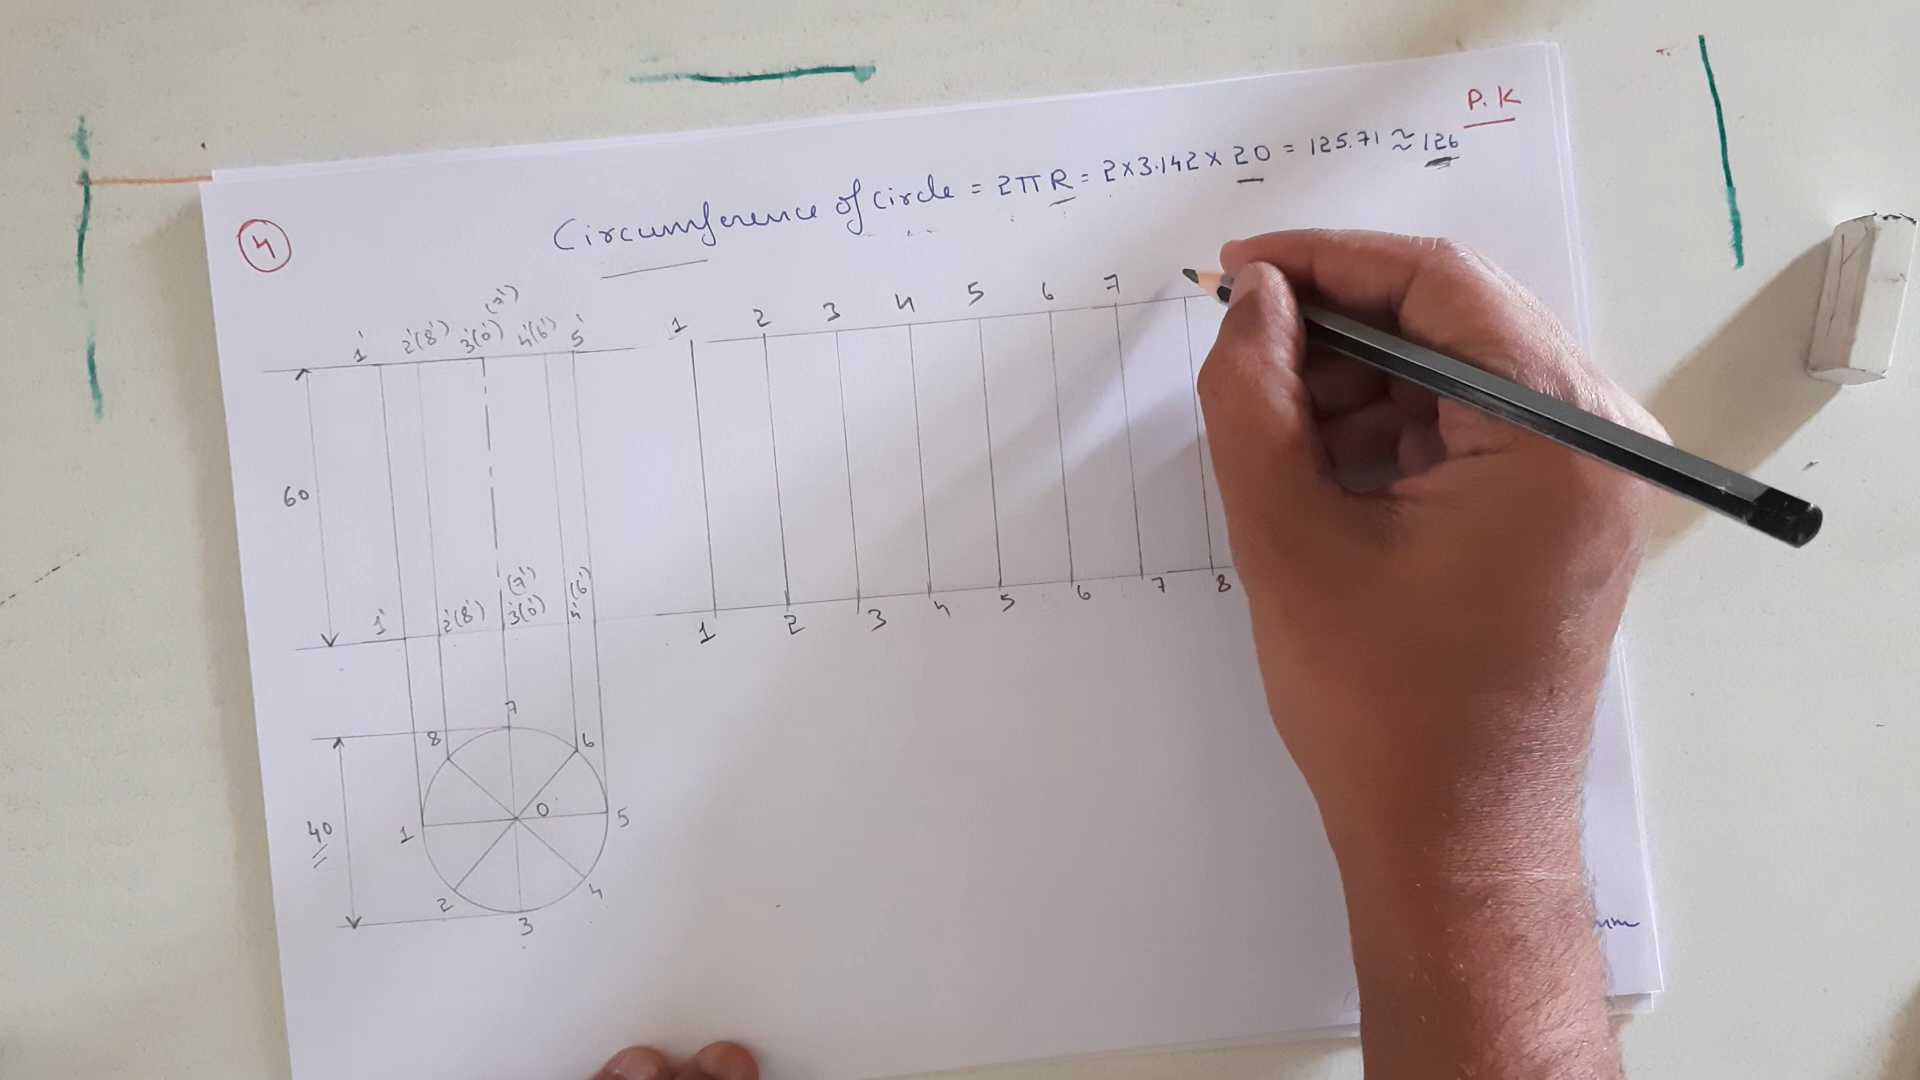 P.K
Circumference of circle = 2πR = 2×3.142×20 = 125.71 ≈ 126
4
1' 2'(8') 3'(0') (7') 4'(6') 5'
1 2 3 4 5 6 7
60
1' 2'(8') 3'(0') (7') 4'(6')
1 2 3 4 5 6 7 8
7
8 6
40
1 0 5
2 4
3
mm